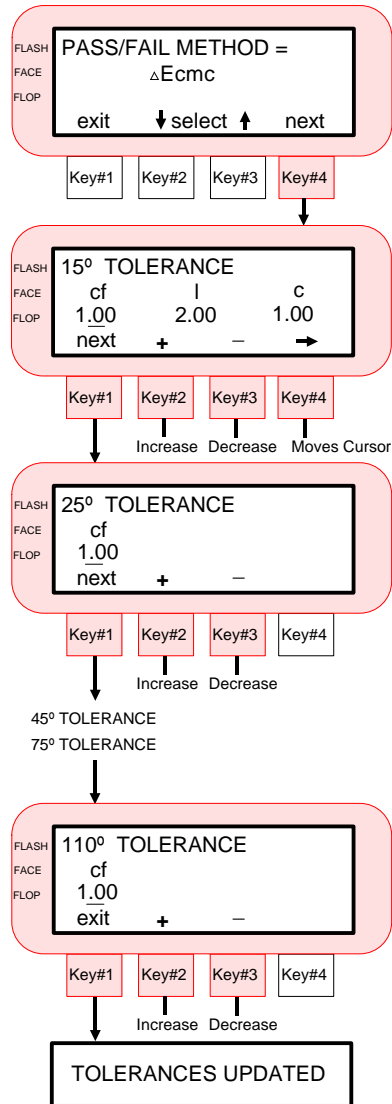 FLASH
FACE
FLOP
PASS/FAIL METHOD =
△Ecmc
exit select next
Key#1 Key#2 Key#3 Key#4
FLASH
FACE
FLOP
15º TOLERANCE
cf l c
1.00 2.00 1.00
next + –
Key#1 Key#2 Key#3 Key#4
Increase Decrease Moves Cursor
FLASH
FACE
FLOP
25º TOLERANCE
cf
1.00
next + –
Key#1 Key#2 Key#3 Key#4
Increase Decrease
45º TOLERANCE
75º TOLERANCE
FLASH
FACE
FLOP
110º TOLERANCE
cf
1.00
exit + –
Key#1 Key#2 Key#3 Key#4
Increase Decrease
TOLERANCES UPDATED